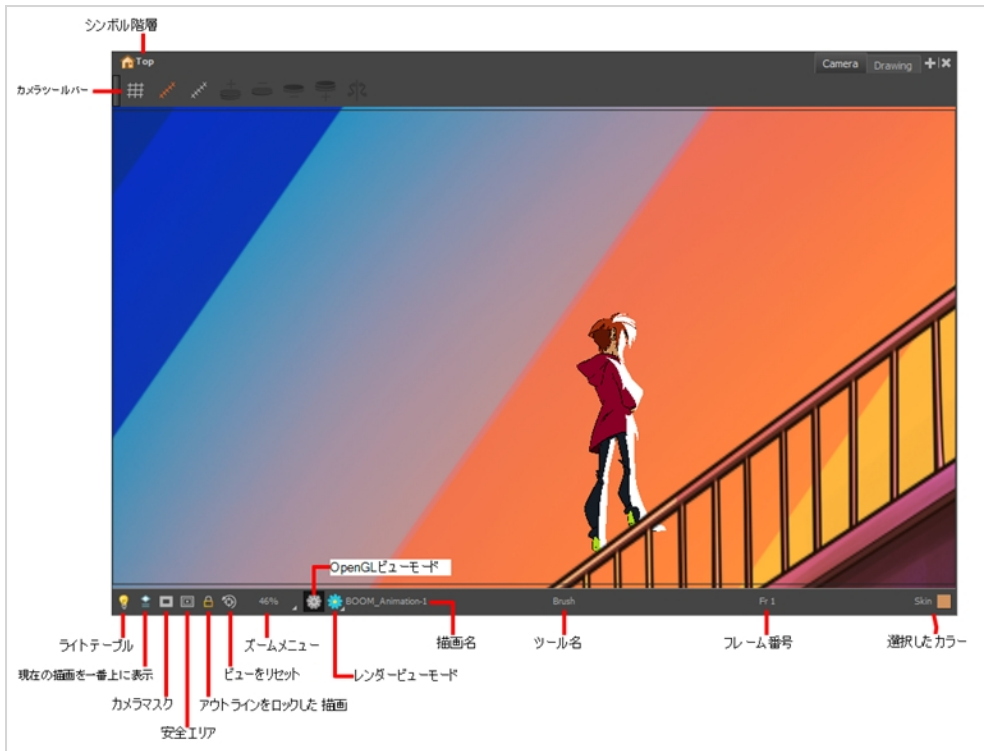 シンボル階層
Top
Camera
Drawing
カメラツールバー
OpenGLビューモード
46%
BOOM_Animation-1
Brush
Fr 1
Skin
ライトテーブル
ズームメニュー
描画名
ツール名
フレーム番号
選択したカラー
現在の描画を一番上に表示
ビューをリセット
レンダービューモード
カメラマスク
アウトラインをロックした 描画
安全エリア